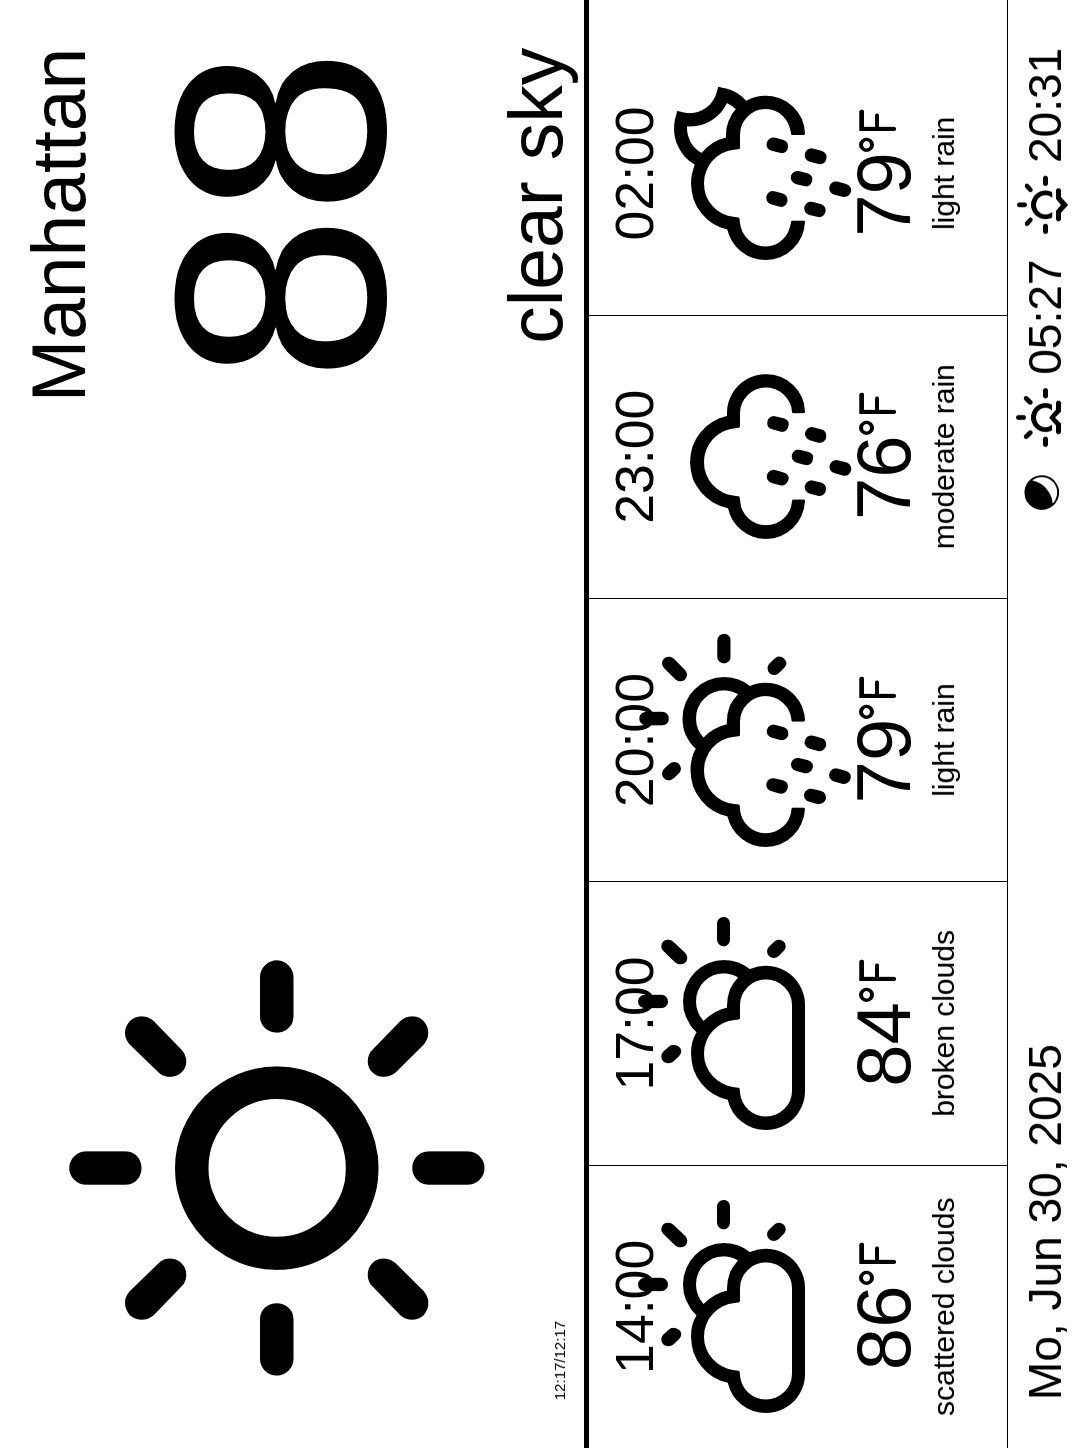 Manhattan
88
clear sky
12:17/12:17
14:00
86°F
scattered clouds
17:00
84°F
broken clouds
20:00
79°F
light rain
23:00
76°F
moderate rain
02:00
79°F
light rain
Mo, Jun 30, 2025
05:27
20:31